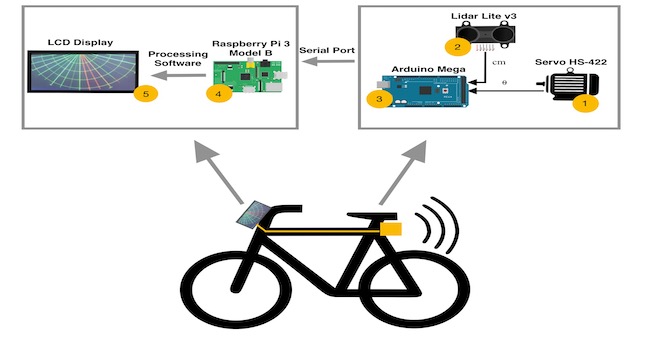 LCD Display
5
Processing
Software
Raspberry Pi 3
Model B
4
Serial Port
Lidar Lite v3
2
cm
Arduino Mega
3
θ
Servo HS-422
1